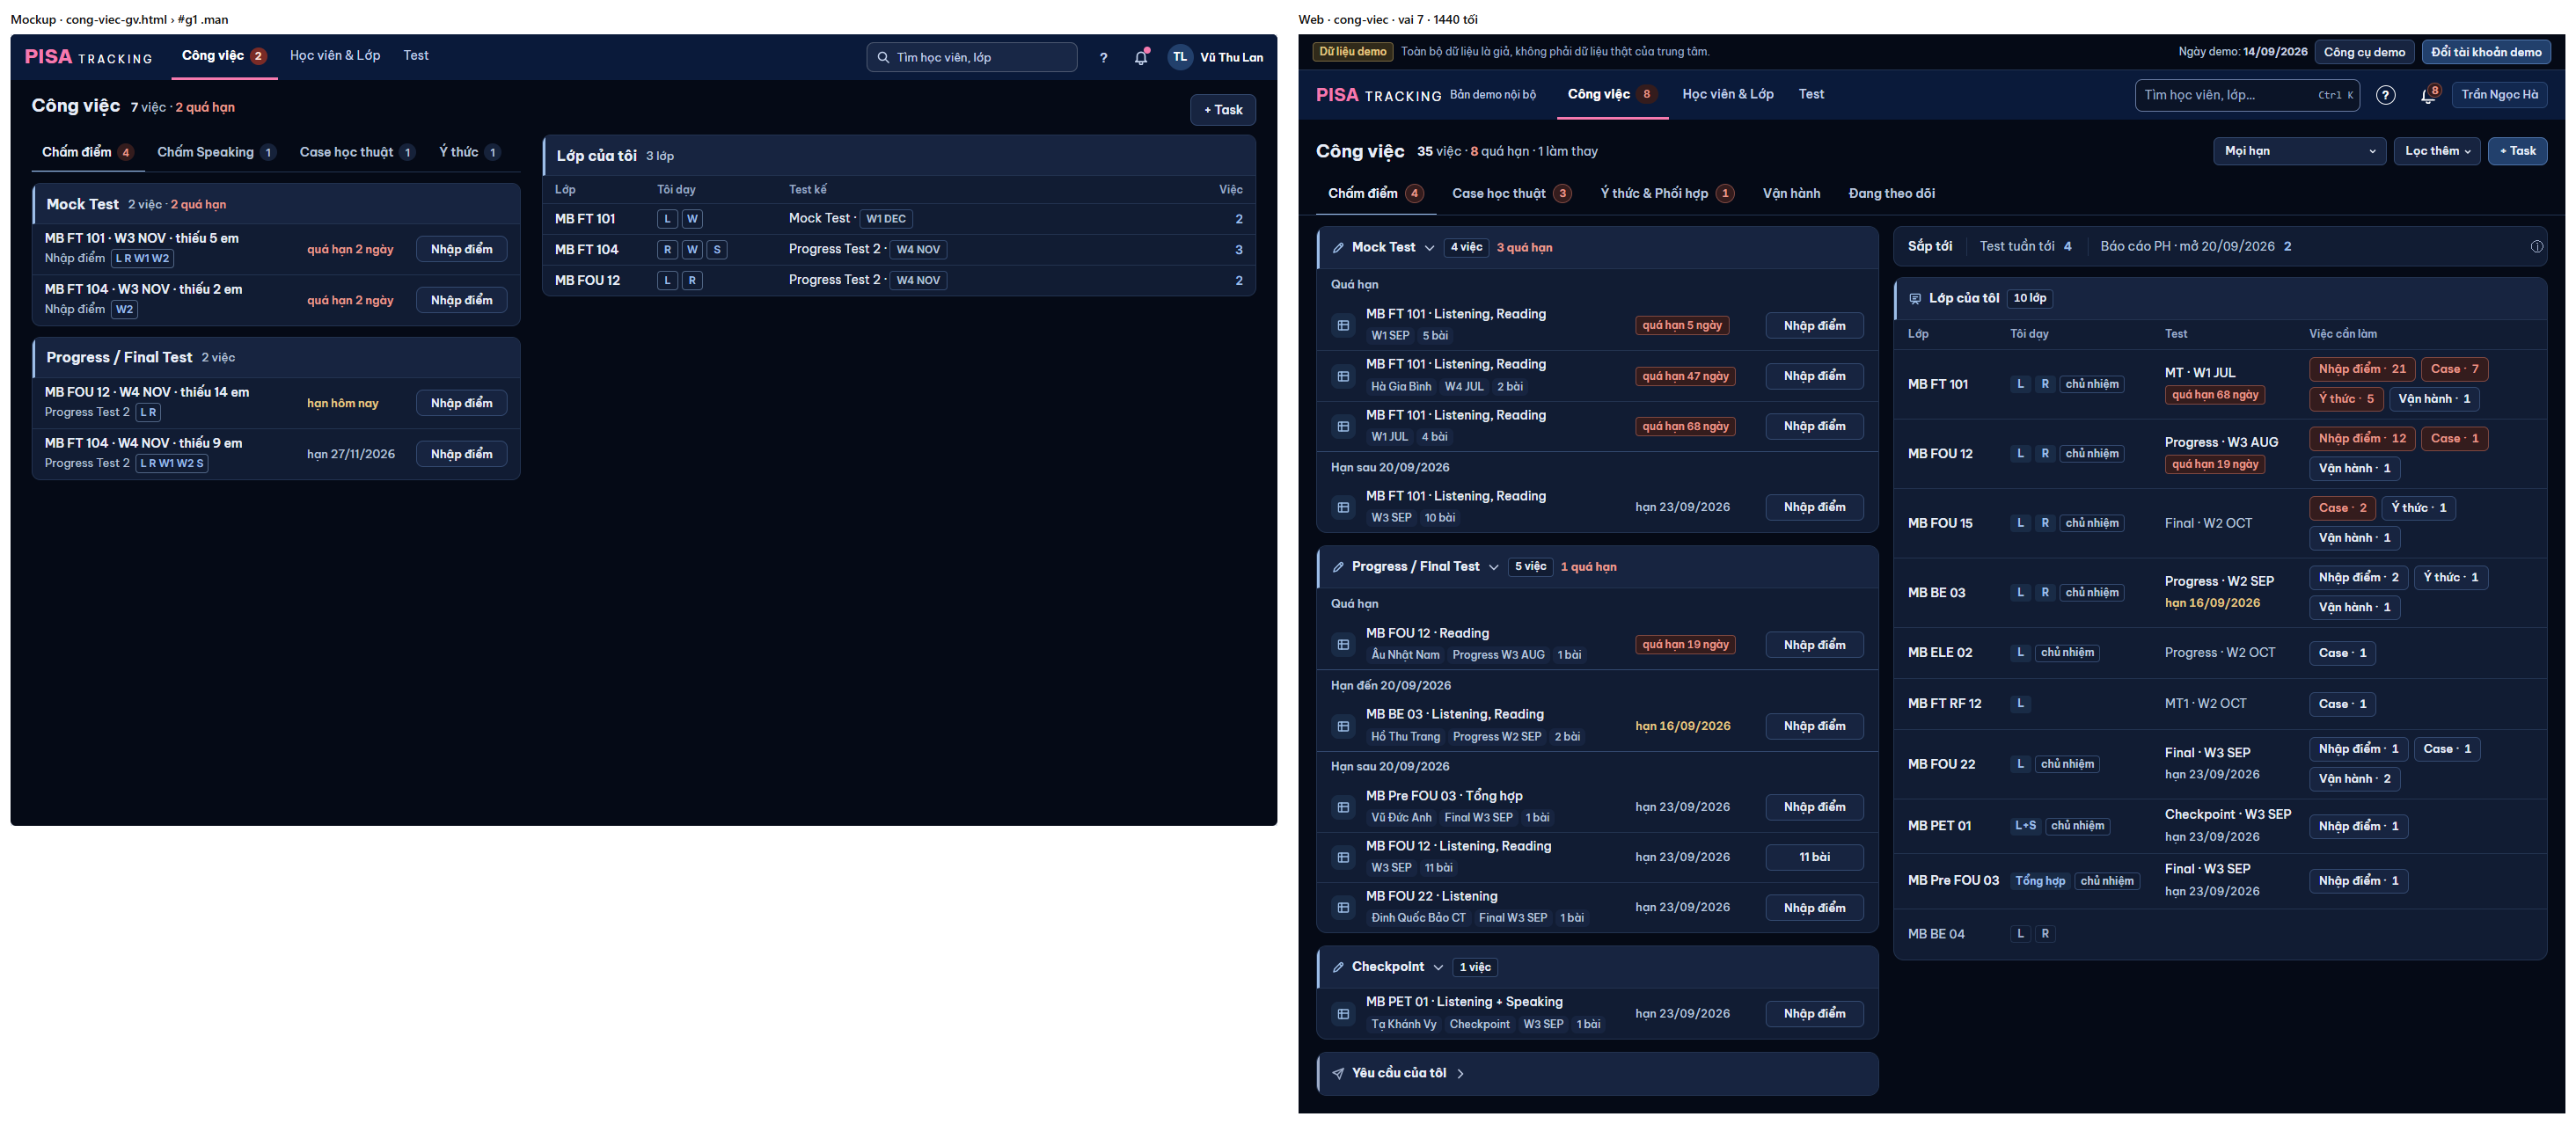 Mockup · cong-viec-gv.html › #g1 .man
PISA TRACKING Công việc 2 Học viên & Lớp Test Tìm học viên, lớp ? TL Vũ Thu Lan
Công việc 7 việc · 2 quá hạn + Task
Chấm điểm 4 Chấm Speaking 1 Case học thuật 1 Ý thức 1
Mock Test 2 việc · 2 quá hạn
MB FT 101 · W3 NOV · thiếu 5 em
Nhập điểm L R W1 W2
quá hạn 2 ngày Nhập điểm
MB FT 104 · W3 NOV · thiếu 2 em
Nhập điểm W2
quá hạn 2 ngày Nhập điểm
Progress / Final Test 2 việc
MB FOU 12 · W4 NOV · thiếu 14 em
Progress Test 2 L R
hạn hôm nay Nhập điểm
MB FT 104 · W4 NOV · thiếu 9 em
Progress Test 2 L R W1 W2 S
hạn 27/11/2026 Nhập điểm
Lớp của tôi 3 lớp
Lớp Tôi dạy Test kế Việc
MB FT 101 L W Mock Test · W1 DEC 2
MB FT 104 R W S Progress Test 2 · W4 NOV 3
MB FOU 12 L R Progress Test 2 · W4 NOV 2
Web · cong-viec · vai 7 · 1440 tối
Dữ liệu demo Toàn bộ dữ liệu là giả, không phải dữ liệu thật của trung tâm. Ngày demo: 14/09/2026 Công cụ demo Đổi tài khoản demo
PISA TRACKING Bản demo nội bộ Công việc 8 Học viên & Lớp Test Tìm học viên, lớp... Ctrl K ? 8 Trần Ngọc Hà
Công việc 35 việc · 8 quá hạn · 1 làm thay Mọi hạn Lọc thêm + Task
Chấm điểm 4 Case học thuật 3 Ý thức & Phối hợp 1 Vận hành Đang theo dõi
Mock Test 4 việc 3 quá hạn
Quá hạn
MB FT 101 · Listening, Reading
W1 SEP 5 bài
quá hạn 5 ngày Nhập điểm
MB FT 101 · Listening, Reading
Hà Gia Bình W4 JUL 2 bài
quá hạn 47 ngày Nhập điểm
MB FT 101 · Listening, Reading
W1 JUL 4 bài
quá hạn 68 ngày Nhập điểm
Hạn sau 20/09/2026
MB FT 101 · Listening, Reading
W3 SEP 10 bài
hạn 23/09/2026 Nhập điểm
Progress / Final Test 5 việc 1 quá hạn
Quá hạn
MB FOU 12 · Reading
Âu Nhật Nam Progress W3 AUG 1 bài
quá hạn 19 ngày Nhập điểm
Hạn đến 20/09/2026
MB BE 03 · Listening, Reading
Hồ Thu Trang Progress W2 SEP 2 bài
hạn 16/09/2026 Nhập điểm
Hạn sau 20/09/2026
MB Pre FOU 03 · Tổng hợp
Vũ Đức Anh Final W3 SEP 1 bài
hạn 23/09/2026 Nhập điểm
MB FOU 12 · Listening, Reading
W3 SEP 11 bài
hạn 23/09/2026 11 bài
MB FOU 22 · Listening
Đinh Quốc Bảo CT Final W3 SEP 1 bài
hạn 23/09/2026 Nhập điểm
Checkpoint 1 việc
MB PET 01 · Listening + Speaking
Tạ Khánh Vy Checkpoint W3 SEP 1 bài
hạn 23/09/2026 Nhập điểm
Yêu cầu của tôi
Sắp tới Test tuần tới 4 Báo cáo PH · mở 20/09/2026 2
Lớp của tôi 10 lớp
Lớp Tôi dạy Test Việc cần làm
MB FT 101 L R chủ nhiệm MT · W1 JUL quá hạn 68 ngày Nhập điểm · 21 Case · 7 Ý thức · 5 Vận hành · 1
MB FOU 12 L R chủ nhiệm Progress · W3 AUG quá hạn 19 ngày Nhập điểm · 12 Case · 1 Vận hành · 1
MB FOU 15 L R chủ nhiệm Final · W2 OCT Case · 2 Ý thức · 1 Vận hành · 1
MB BE 03 L R chủ nhiệm Progress · W2 SEP hạn 16/09/2026 Nhập điểm · 2 Ý thức · 1 Vận hành · 1
MB ELE 02 L chủ nhiệm Progress · W2 OCT Case · 1
MB FT RF 12 L MT1 · W2 OCT Case · 1
MB FOU 22 L chủ nhiệm Final · W3 SEP hạn 23/09/2026 Nhập điểm · 1 Case · 1 Vận hành · 2
MB PET 01 L+S chủ nhiệm Checkpoint · W3 SEP hạn 23/09/2026 Nhập điểm · 1
MB Pre FOU 03 Tổng hợp chủ nhiệm Final · W3 SEP hạn 23/09/2026 Nhập điểm · 1
MB BE 04 L R